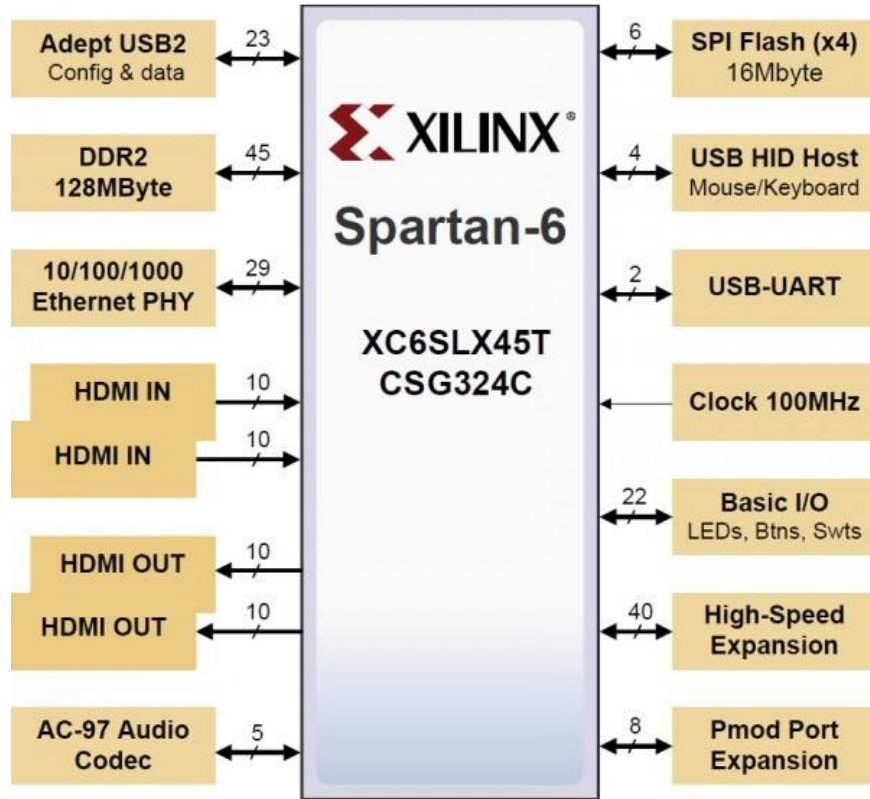 Adept USB2
Config & data
23
DDR2
128MByte
45
10/100/1000
Ethernet PHY
29
HDMI IN
10
HDMI IN
10
HDMI OUT
10
HDMI OUT
10
AC-97 Audio
Codec
5
XILINX®
Spartan-6
XC6SLX45T
CSG324C
6
SPI Flash (x4)
16Mbyte
4
USB HID Host
Mouse/Keyboard
2
USB-UART
Clock 100MHz
22
Basic I/O
LEDs, Btns, Swts
40
High-Speed
Expansion
8
Pmod Port
Expansion